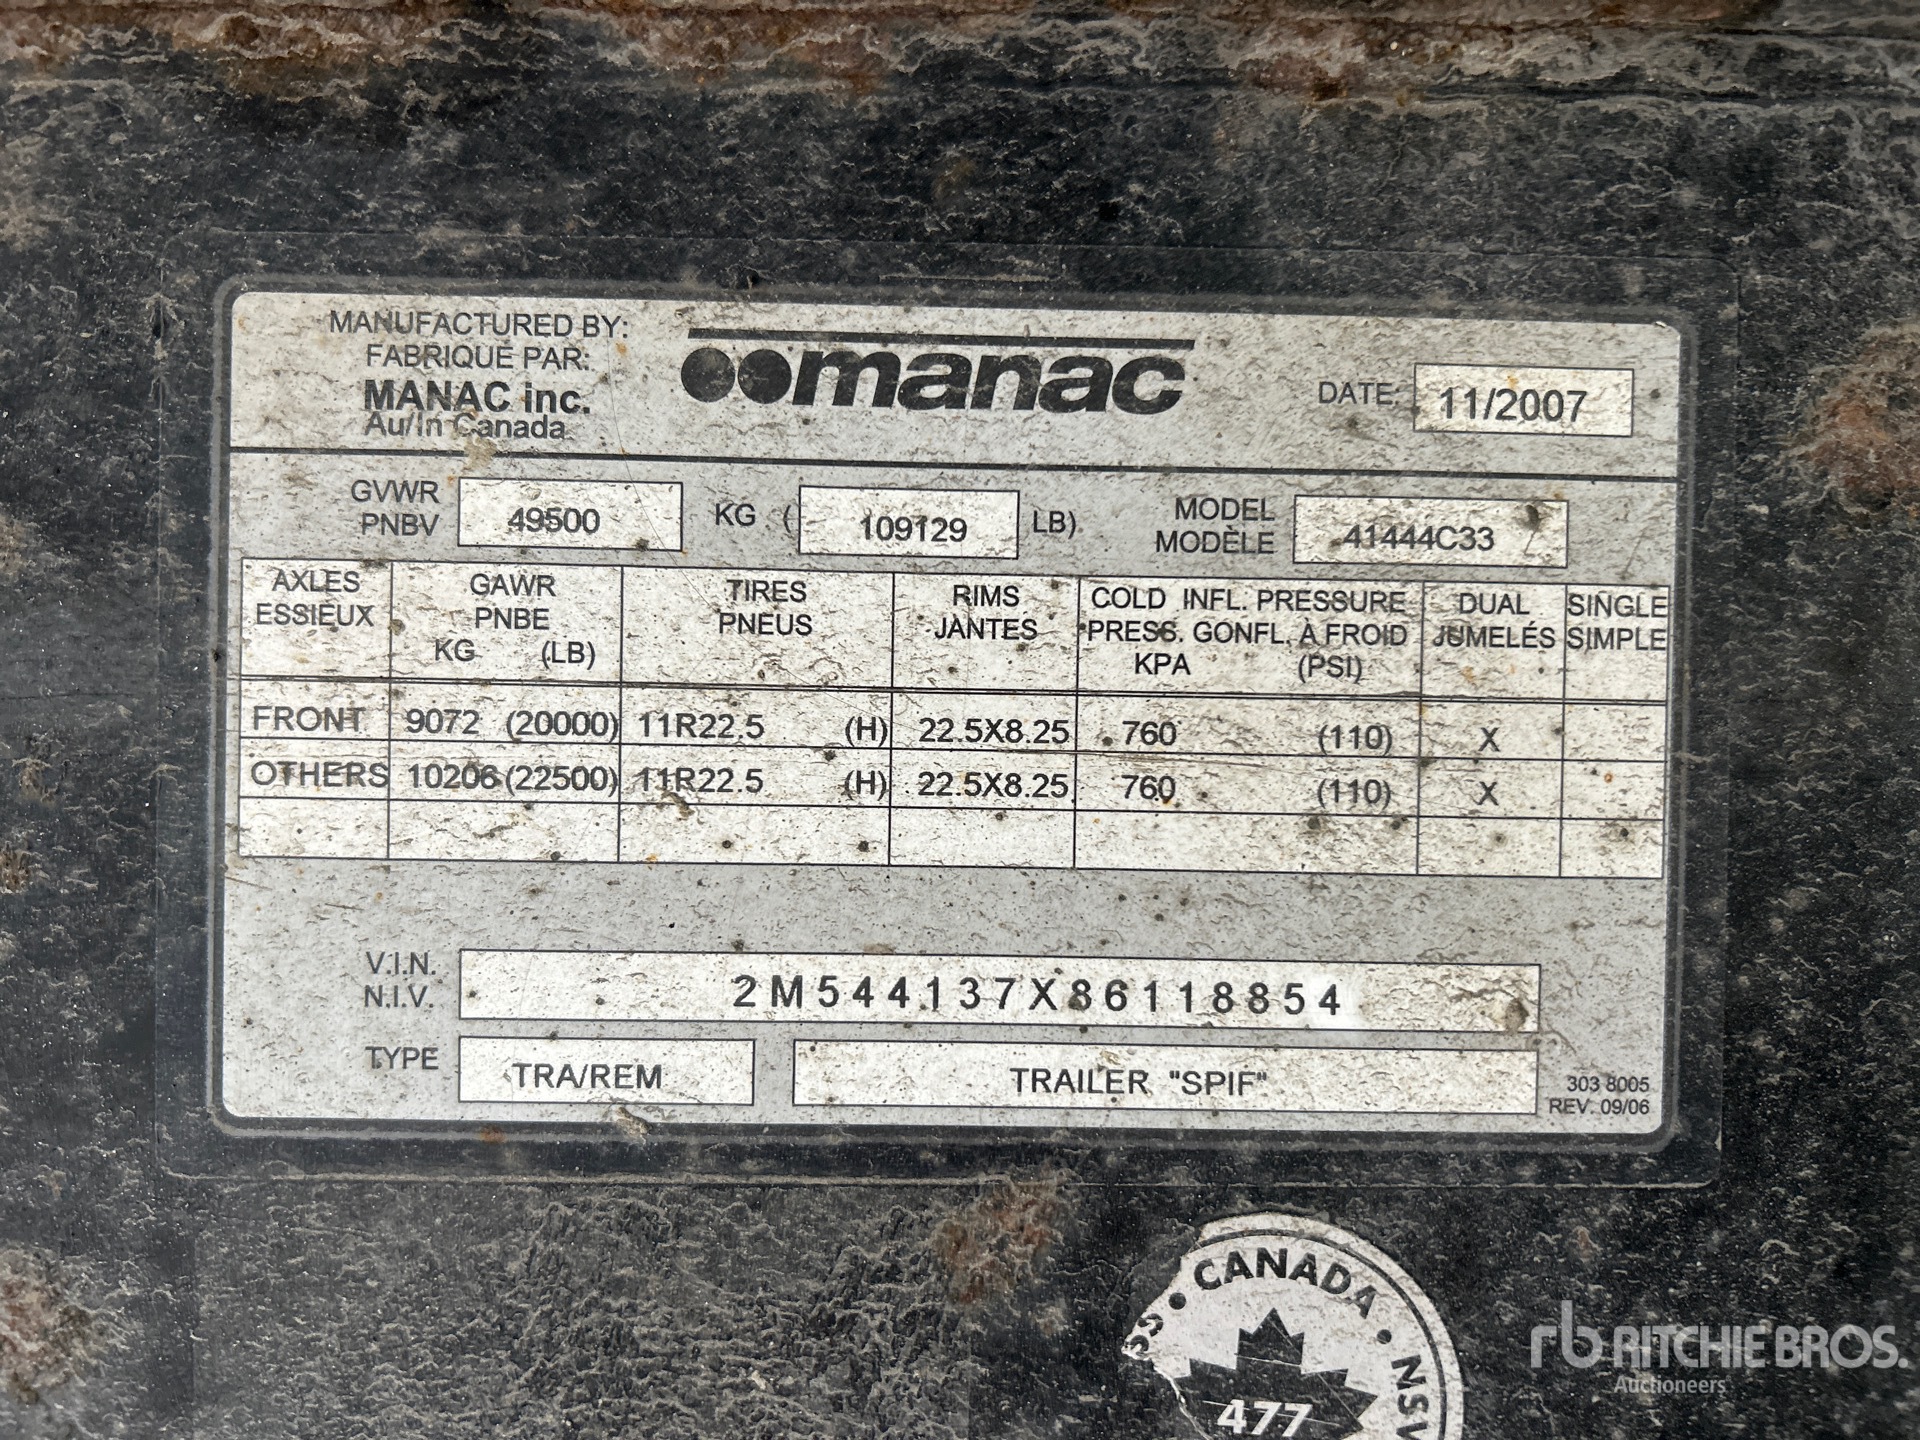 MANUFACTURED BY:
FABRIQUÉ PAR:
MANAC inc.
Au/In Canada
manac
DATE: 11/2007
GVWR
PNBV
49500 KG ( 109129 LB)
MODEL
MODÈLE
41444C33
AXLES
ESSIEUX
GAWR
PNBE
KG (LB)
TIRES
PNEUS
RIMS
JANTES
COLD INFL. PRESSURE
PRESS. GONFL. À FROID
KPA (PSI)
DUAL
JUMELÉS
SINGLE
SIMPLE
FRONT 9072 (20000) 11R22.5 (H) 22.5X8.25 760 (110) X
OTHERS 10206 (22500) 11R22.5 (H) 22.5X8.25 760 (110) X
V.I.N.
N.I.V.
2M544137X86118854
TYPE TRA/REM TRAILER "SPIF"
303 8005
REV. 09/06
CANADA
477
rb RITCHIE BROS.
Auctioneers